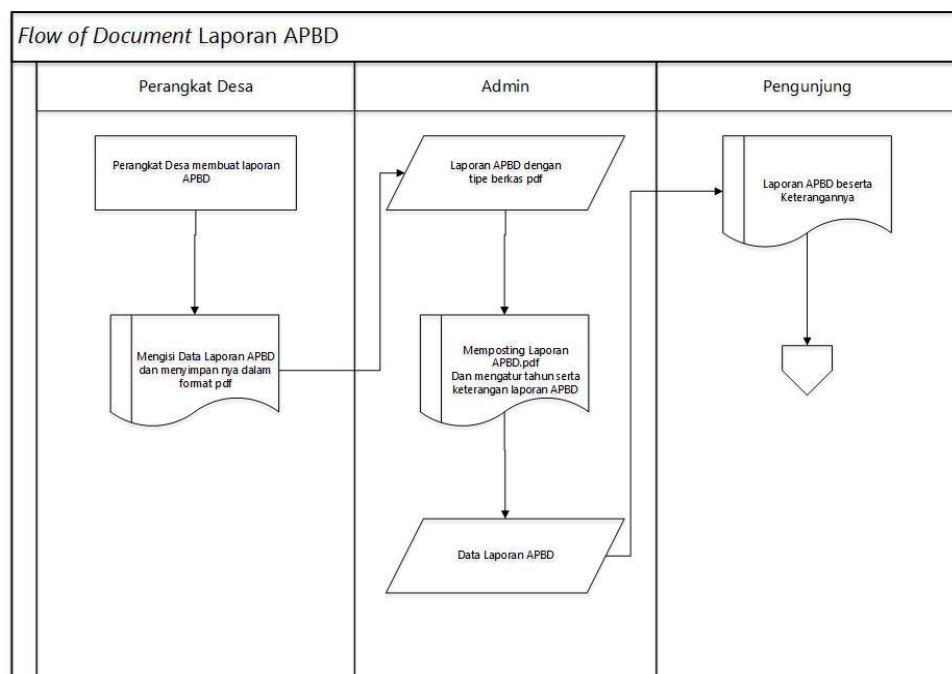 Flow of Document Laporan APBD
Perangkat Desa
Admin
Pengunjung
Perangkat Desa membuat laporan
APBD
Mengisi Data Laporan APBD
dan menyimpan nya dalam
format pdf
Laporan APBD dengan
tipe berkas pdf
Memposting Laporan
APBD.pdf
Dan mengatur tahun serta
keterangan laporan APBD
Data Laporan APBD
Laporan APBD beserta
Keterangannya